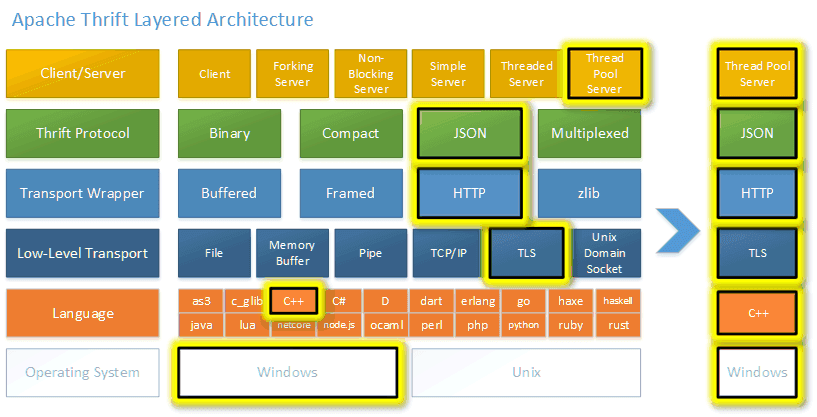 Apache Thrift Layered Architecture
Client/Server
Client
Forking
Server
Non-
Blocking
Server
Simple
Server
Threaded
Server
Thread
Pool
Server
Thread Pool
Server
Thrift Protocol
Binary
Compact
JSON
Multiplexed
JSON
Transport Wrapper
Buffered
Framed
HTTP
zlib
HTTP
Low-Level Transport
File
Memory
Buffer
Pipe
TCP/IP
TLS
Unix
Domain
Socket
TLS
Language
as3
c_glib
C++
C#
D
dart
erlang
go
haxe
haskell
java
lua
netcore
node.js
ocaml
perl
php
python
ruby
rust
C++
Operating System
Windows
Unix
Windows